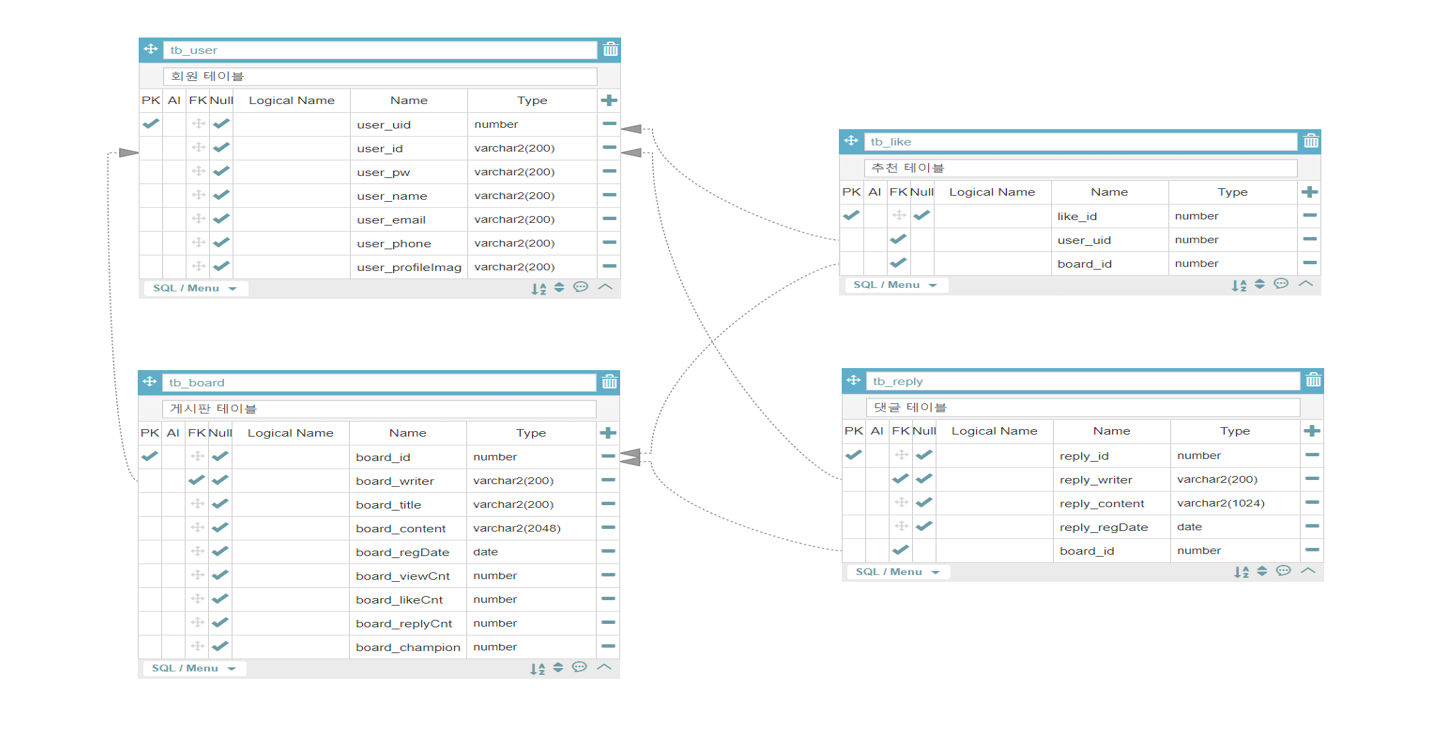 tb_user
회원 테이블
PK AI FK Null Logical Name Name Type
user_uid number
user_id varchar2(200)
user_pw varchar2(200)
user_name varchar2(200)
user_email varchar2(200)
user_phone varchar2(200)
user_profileImag varchar2(200)
SQL / Menu
tb_like
추천 테이블
PK AI FK Null Logical Name Name Type
like_id number
user_uid number
board_id number
SQL / Menu
tb_board
게시판 테이블
PK AI FK Null Logical Name Name Type
board_id number
board_writer varchar2(200)
board_title varchar2(200)
board_content varchar2(2048)
board_regDate date
board_viewCnt number
board_likeCnt number
board_replyCnt number
board_champion number
SQL / Menu
tb_reply
댓글 테이블
PK AI FK Null Logical Name Name Type
reply_id number
reply_writer varchar2(200)
reply_content varchar2(1024)
reply_regDate date
board_id number
SQL / Menu